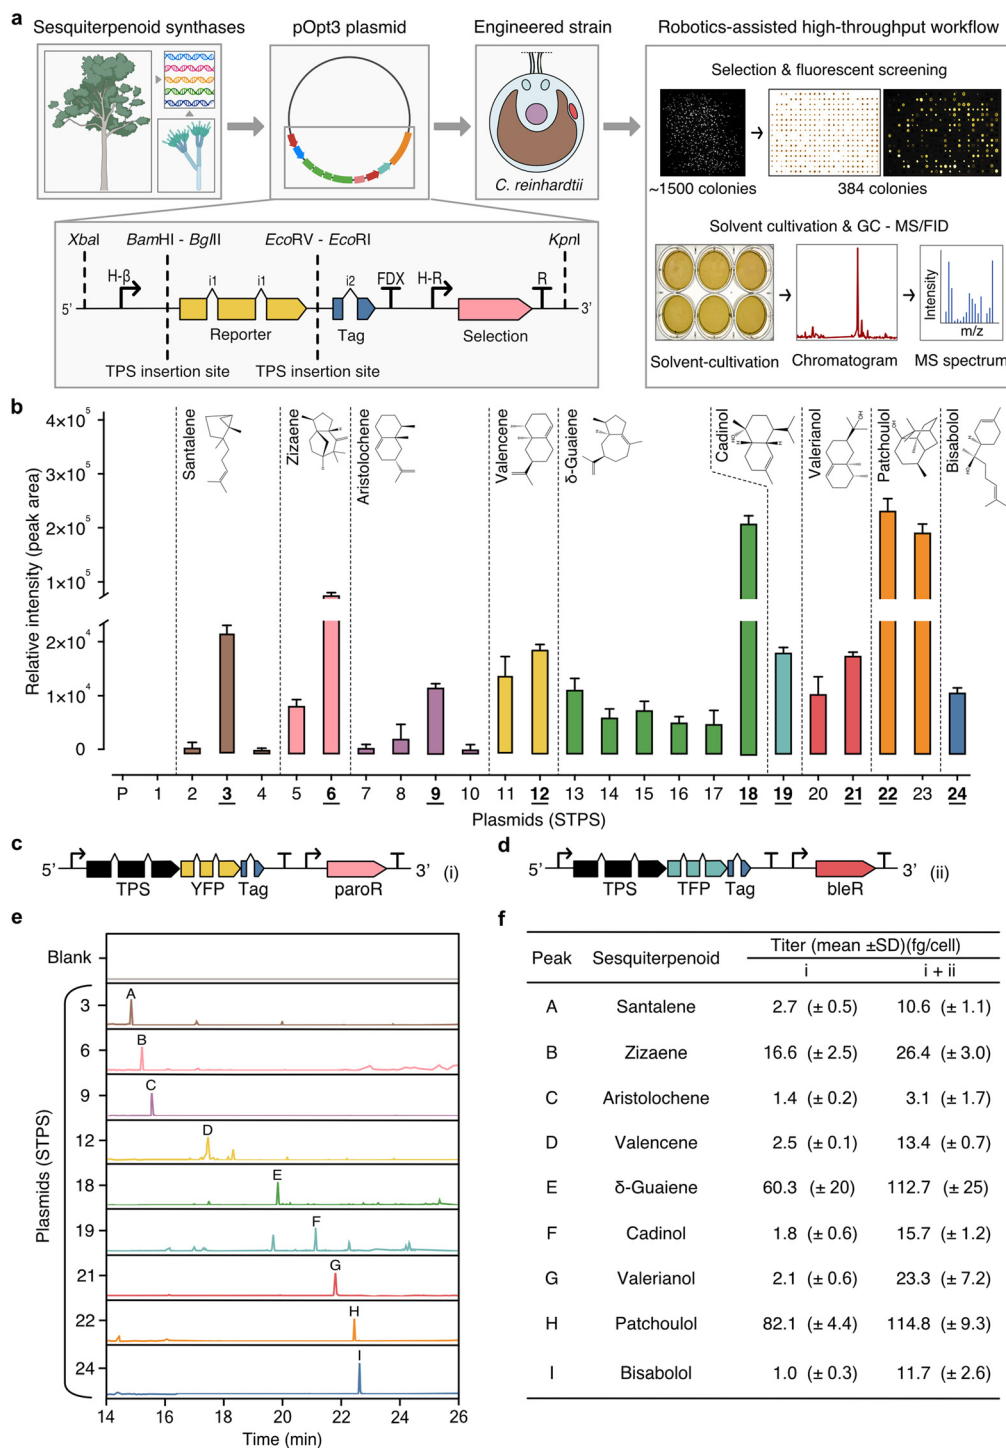 a
Sesquiterpenoid synthases
pOpt3 plasmid
Engineered strain
Robotics-assisted high-throughput workflow
Selection & fluorescent screening
C. reinhardtii
~1500 colonies
384 colonies
XbaI
BamHI - BglII
EcoRV - EcoRI
KpnI
H-β
i1
i1
i2
FDX
H-R
R
5'
3'
Reporter
Tag
Selection
TPS insertion site
TPS insertion site
Solvent cultivation & GC - MS/FID
Intensity
m/z
Solvent-cultivation
Chromatogram
MS spectrum
b
Relative intensity (peak area)
4×10⁵
3×10⁵
2×10⁵
1×10⁵
2×10⁴
1×10⁴
0
Santalene
Zizaene
Aristolochene
Valencene
δ-Guaiene
Cadinol
Valerianol
Patchoulol
Bisabolol
HO
OH
OH
HO
P 1 2 3 4 5 6 7 8 9 10 11 12 13 14 15 16 17 18 19 20 21 22 23 24
Plasmids (STPS)
c
5'
TPS
YFP
Tag
paroR
3'
(i)
d
5'
TPS
TFP
Tag
bleR
3'
(ii)
e
Plasmids (STPS)
Blank
3
A
6
B
9
C
12
D
18
E
19
F
21
G
22
H
24
I
14 16 18 20 22 24 26
Time (min)
f
Peak Sesquiterpenoid Titer (mean ±SD)(fg/cell)
i i + ii
A Santalene 2.7 (± 0.5) 10.6 (± 1.1)
B Zizaene 16.6 (± 2.5) 26.4 (± 3.0)
C Aristolochene 1.4 (± 0.2) 3.1 (± 1.7)
D Valencene 2.5 (± 0.1) 13.4 (± 0.7)
E δ-Guaiene 60.3 (± 20) 112.7 (± 25)
F Cadinol 1.8 (± 0.6) 15.7 (± 1.2)
G Valerianol 2.1 (± 0.6) 23.3 (± 7.2)
H Patchoulol 82.1 (± 4.4) 114.8 (± 9.3)
I Bisabolol 1.0 (± 0.3) 11.7 (± 2.6)